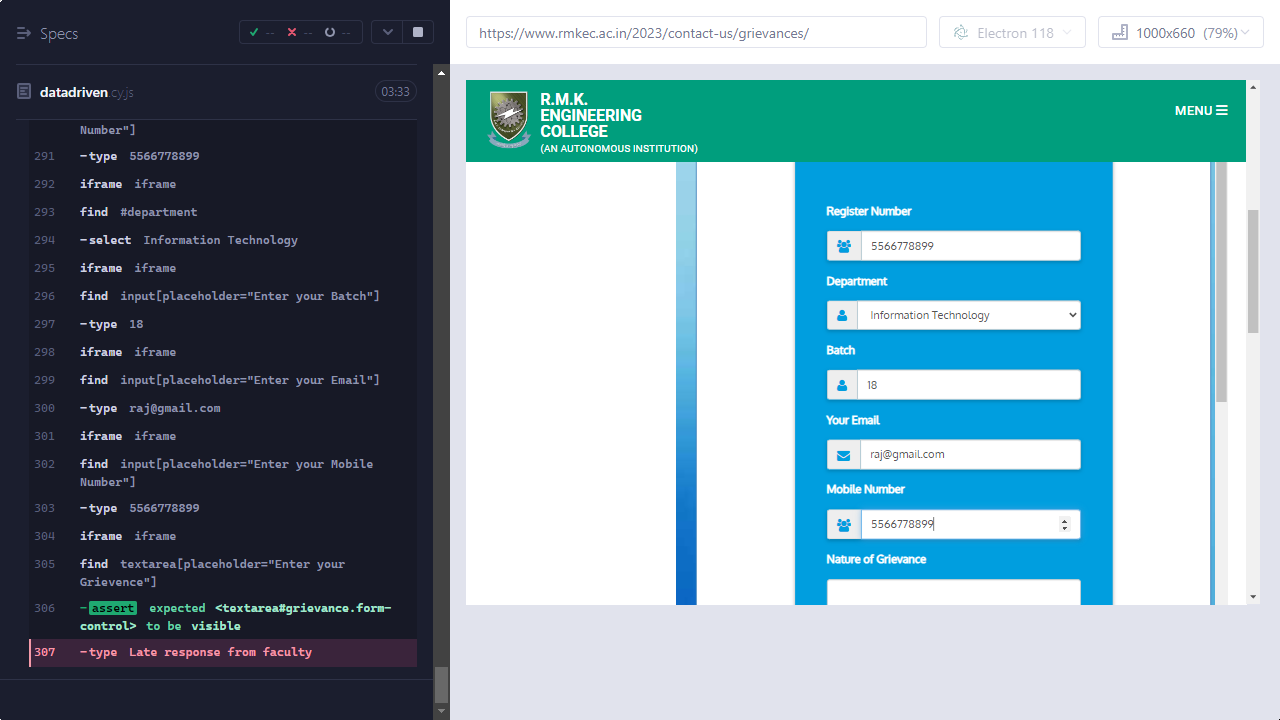 Specs
--
--
--
https://www.rmkec.ac.in/2023/contact-us/grievances/
Electron 118
1000x660 (79%)
datadriven.cy.js
03:33
Number"]
291 -type 5566778899
292 iframe iframe
293 find #department
294 -select Information Technology
295 iframe iframe
296 find input[placeholder="Enter your Batch"]
297 -type 18
298 iframe iframe
299 find input[placeholder="Enter your Email"]
300 -type raj@gmail.com
301 iframe iframe
302 find input[placeholder="Enter your Mobile
Number"]
303 -type 5566778899
304 iframe iframe
305 find textarea[placeholder="Enter your
Grievence"]
306 -assert expected <textarea#grievance.form-
control> to be visible
307 -type Late response from faculty
R.M.K.
ENGINEERING
COLLEGE
(AN AUTONOMOUS INSTITUTION)
MENU
Register Number
5566778899
Department
Information Technology
Batch
18
Your Email
raj@gmail.com
Mobile Number
5566778899
Nature of Grievance